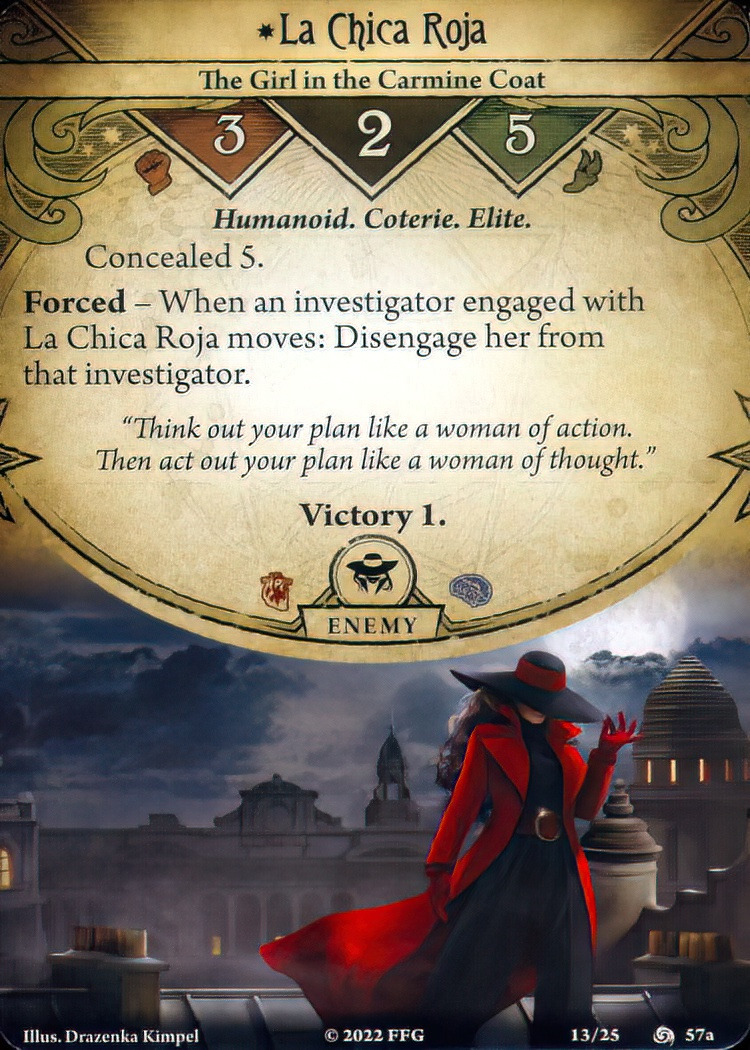 La Chica Roja
The Girl in the Carmine Coat
3 2 5
Humanoid. Coterie. Elite.
Concealed 5.
Forced – When an investigator engaged with
La Chica Roja moves: Disengage her from
that investigator.
“Think out your plan like a woman of action.
Then act out your plan like a woman of thought.”
Victory 1.
ENEMY
Illus. Drazenka Kimpel © 2022 FFG 13/25 57a